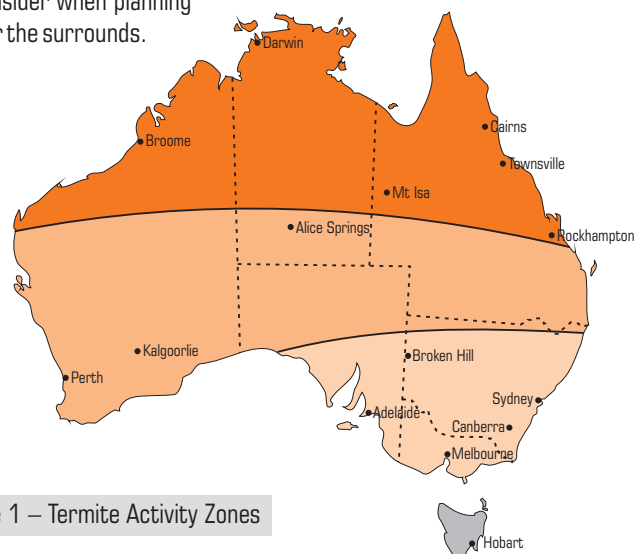 when planning
the surrounds.
Darwin
Cairns
Broome
Townsville
Mt Isa
Alice Springs
Rockhampton
Kalgoorlie
Broken Hill
Perth
Sydney
Adelaide
Canberra
Melbourne
1 – Termite Activity Zones
Hobart